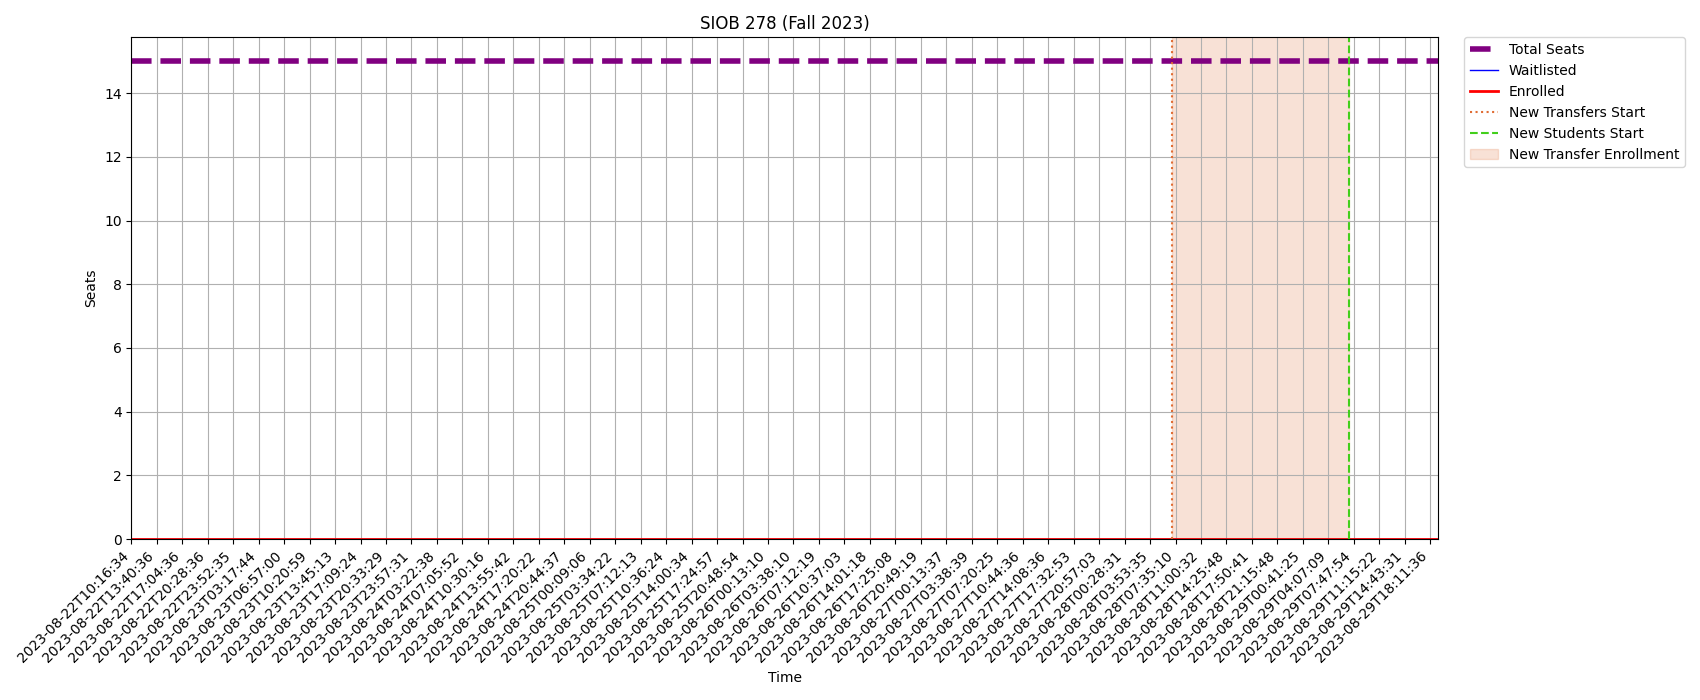 SIOB 278 (Fall 2023)
Total Seats
Waitlisted
Enrolled
New Transfers Start
New Students Start
New Transfer Enrollment
Seats
14
12
10
8
6
4
2
0
2023-08-22T10:16:34
2023-08-22T13:40:36
2023-08-22T17:04:36
2023-08-22T20:28:36
2023-08-22T23:52:35
2023-08-23T03:17:44
2023-08-23T06:57:00
2023-08-23T10:20:59
2023-08-23T13:45:13
2023-08-23T17:09:24
2023-08-23T20:33:29
2023-08-23T23:57:31
2023-08-24T03:22:38
2023-08-24T07:05:52
2023-08-24T10:30:16
2023-08-24T13:55:42
2023-08-24T17:20:22
2023-08-24T20:44:37
2023-08-25T00:09:06
2023-08-25T03:34:22
2023-08-25T07:12:13
2023-08-25T10:36:24
2023-08-25T14:00:34
2023-08-25T17:24:57
2023-08-25T20:48:54
2023-08-26T00:13:10
2023-08-26T03:38:10
2023-08-26T07:12:19
2023-08-26T10:37:03
2023-08-26T14:01:18
2023-08-26T17:25:08
2023-08-26T20:49:19
2023-08-27T00:13:37
2023-08-27T03:38:39
2023-08-27T07:20:25
2023-08-27T10:44:36
2023-08-27T14:08:36
2023-08-27T17:32:53
2023-08-27T20:57:03
2023-08-28T00:28:31
2023-08-28T03:53:35
2023-08-28T07:35:10
2023-08-28T11:00:32
2023-08-28T14:25:48
2023-08-28T17:50:41
2023-08-28T21:15:48
2023-08-29T00:41:25
2023-08-29T04:07:09
2023-08-29T07:47:54
2023-08-29T11:15:22
2023-08-29T14:43:31
2023-08-29T18:11:36
Time